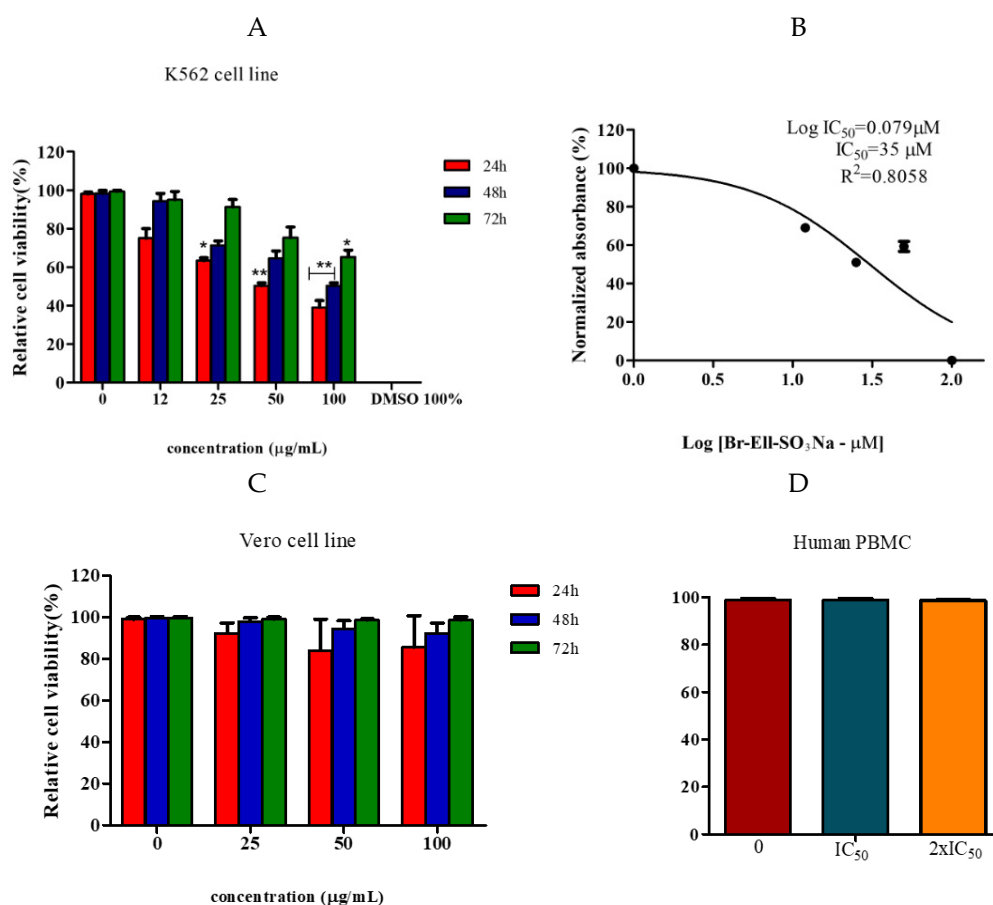 A
K562 cell line
Relative cell viability(%)
120
100
80
60
40
20
0
*
**
**
*
24h
48h
72h
0 12 25 50 100 DMSO 100%
concentration (μg/mL)
B
Normalized absorbance (%)
120
100
80
60
40
20
0
Log IC₅₀=0.079μM
IC₅₀=35 μM
R²=0.8058
0.0 0.5 1.0 1.5 2.0
Log [Br-Ell-SO₃Na - μM]
C
Vero cell line
Relative cell viability(%)
120
100
80
60
40
20
0
24h
48h
72h
0 25 50 100
concentration (μg/mL)
D
Human PBMC
100
80
60
40
20
0
0 IC₅₀ 2xIC₅₀